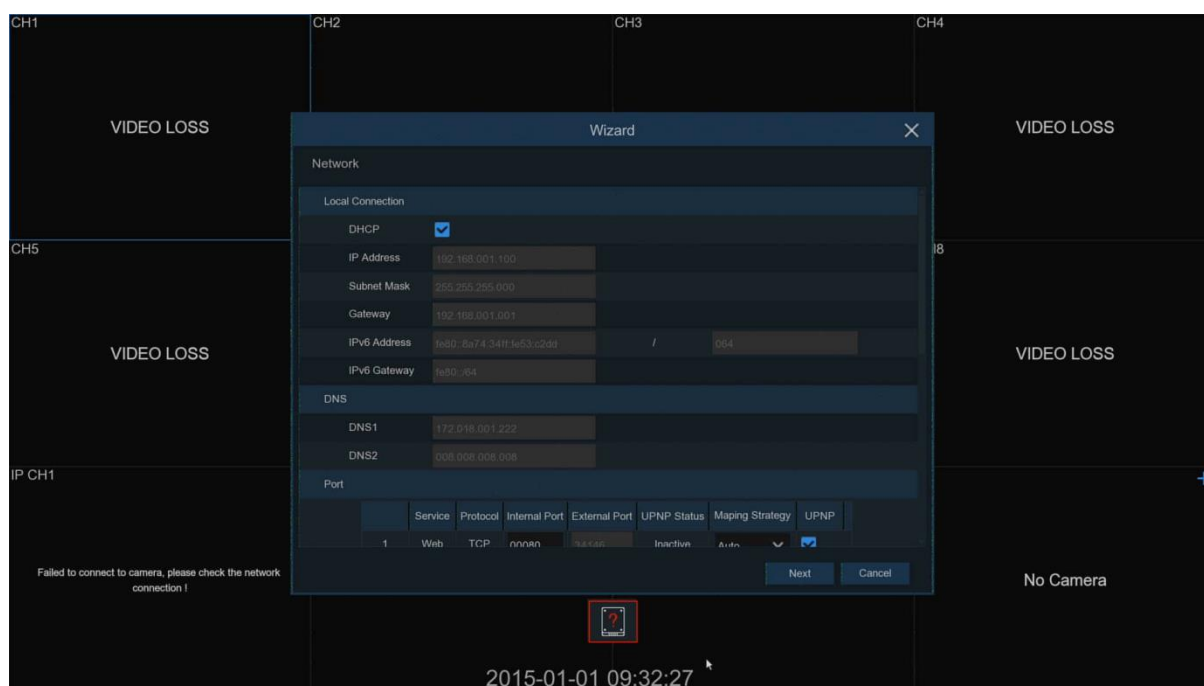 CH1 CH2 CH3 CH4
VIDEO LOSS
VIDEO LOSS
Wizard
Network
Local Connection
DHCP
IP Address 192.168.001.100
Subnet Mask 255.255.255.000
Gateway 192.168.001.001
IPv6 Address fe80::8a74:34ff:fe53:c2dd / 064
IPv6 Gateway fe80::/64
DNS
DNS1 172.018.001.222
DNS2 008.008.008.008
Port
Service Protocol Internal Port External Port UPNP Status Maping Strategy UPNP
1 Web TCP 00080 Inactive Auto
Next Cancel
CH5
VIDEO LOSS
VIDEO LOSS
IP CH1
Failed to connect to camera, please check the network
connection !
No Camera
?
2015-01-01 09:32:27